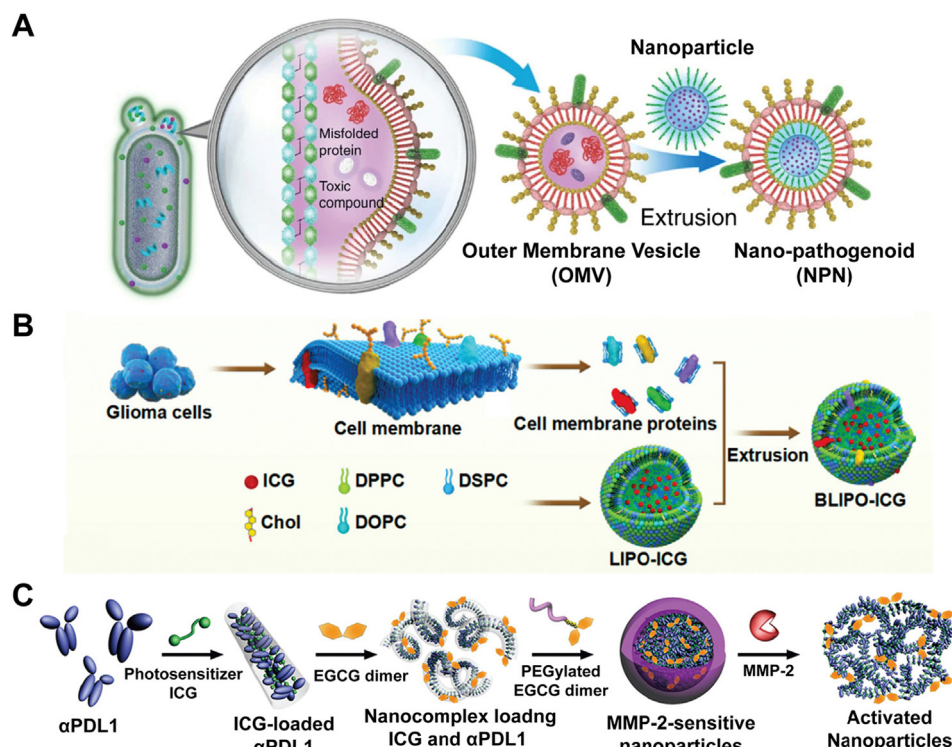 A
Nanoparticle
Misfolded
protein
Toxic
compound
Extrusion
Outer Membrane Vesicle
(OMV)
Nano-pathogenoid
(NPN)
B
Glioma cells
Cell membrane
Cell membrane proteins
Extrusion
BLIPO-ICG
ICG
DPPC
DSPC
Chol
DOPC
LIPO-ICG
C
αPDL1
Photosensitizer
ICG
ICG-loaded
αPDL1
EGCG dimer
Nanocomplex loadng
ICG and αPDL1
PEGylated
EGCG dimer
MMP-2-sensitive
nanoparticles
MMP-2
Activated
Nanoparticles